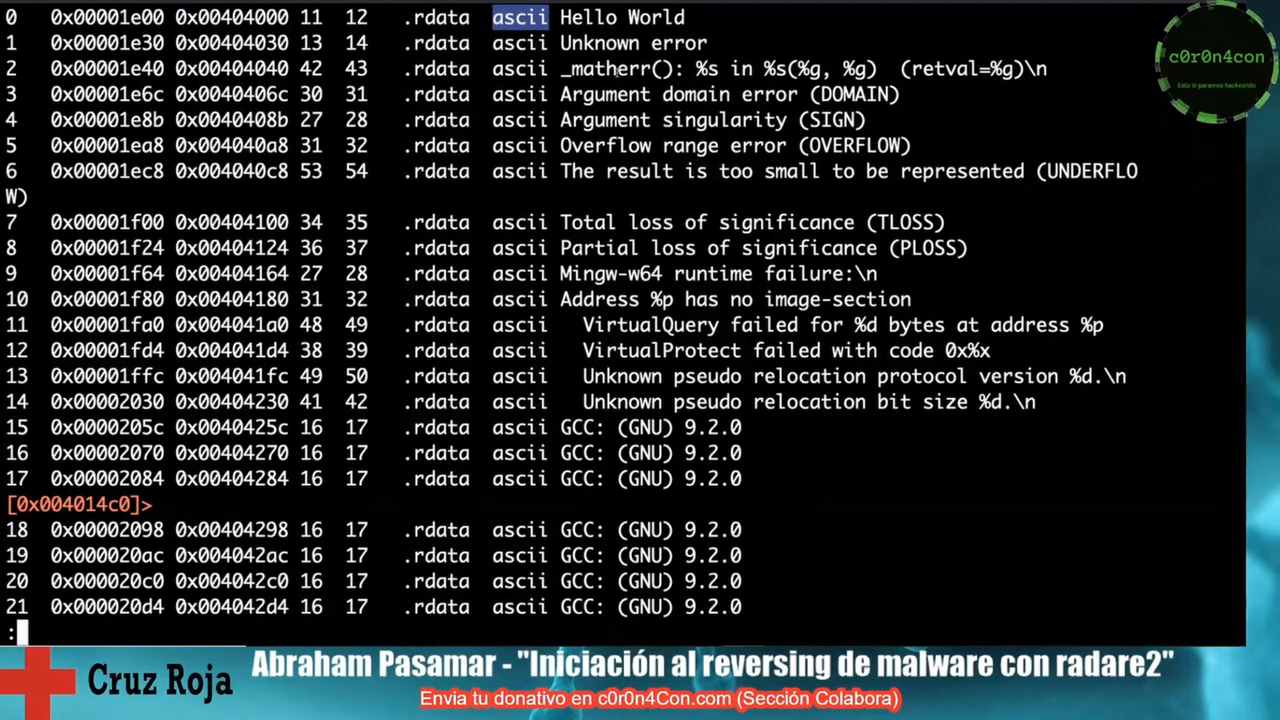 0   0x00001e00 0x00404000 11  12   .rdata  ascii Hello World
1   0x00001e30 0x00404030 13  14   .rdata  ascii Unknown error
2   0x00001e40 0x00404040 42  43   .rdata  ascii _matherr(): %s in %s(%g, %g)  (retval=%g)\n
3   0x00001e6c 0x0040406c 30  31   .rdata  ascii Argument domain error (DOMAIN)
4   0x00001e8b 0x0040408b 27  28   .rdata  ascii Argument singularity (SIGN)
5   0x00001ea8 0x004040a8 31  32   .rdata  ascii Overflow range error (OVERFLOW)
6   0x00001ec8 0x004040c8 53  54   .rdata  ascii The result is too small to be represented (UNDERFLO
W)
7   0x00001f00 0x00404100 34  35   .rdata  ascii Total loss of significance (TLOSS)
8   0x00001f24 0x00404124 36  37   .rdata  ascii Partial loss of significance (PLOSS)
9   0x00001f64 0x00404164 27  28   .rdata  ascii Mingw-w64 runtime failure:\n
10  0x00001f80 0x00404180 31  32   .rdata  ascii Address %p has no image-section
11  0x00001fa0 0x004041a0 48  49   .rdata  ascii   VirtualQuery failed for %d bytes at address %p
12  0x00001fd4 0x004041d4 38  39   .rdata  ascii   VirtualProtect failed with code 0x%x
13  0x00001ffc 0x004041fc 49  50   .rdata  ascii   Unknown pseudo relocation protocol version %d.\n
14  0x00002030 0x00404230 41  42   .rdata  ascii   Unknown pseudo relocation bit size %d.\n
15  0x0000205c 0x0040425c 16  17   .rdata  ascii GCC: (GNU) 9.2.0
16  0x00002070 0x00404270 16  17   .rdata  ascii GCC: (GNU) 9.2.0
17  0x00002084 0x00404284 16  17   .rdata  ascii GCC: (GNU) 9.2.0
[0x004014c0]>
18  0x00002098 0x00404298 16  17   .rdata  ascii GCC: (GNU) 9.2.0
19  0x000020ac 0x004042ac 16  17   .rdata  ascii GCC: (GNU) 9.2.0
20  0x000020c0 0x004042c0 16  17   .rdata  ascii GCC: (GNU) 9.2.0
21  0x000020d4 0x004042d4 16  17   .rdata  ascii GCC: (GNU) 9.2.0
:
c0r0n4con
Esto lo paramos hackeando
Cruz Roja
Abraham Pasamar - "Iniciación al reversing de malware con radare2"
Envia tu donativo en c0r0n4Con.com (Sección Colabora)